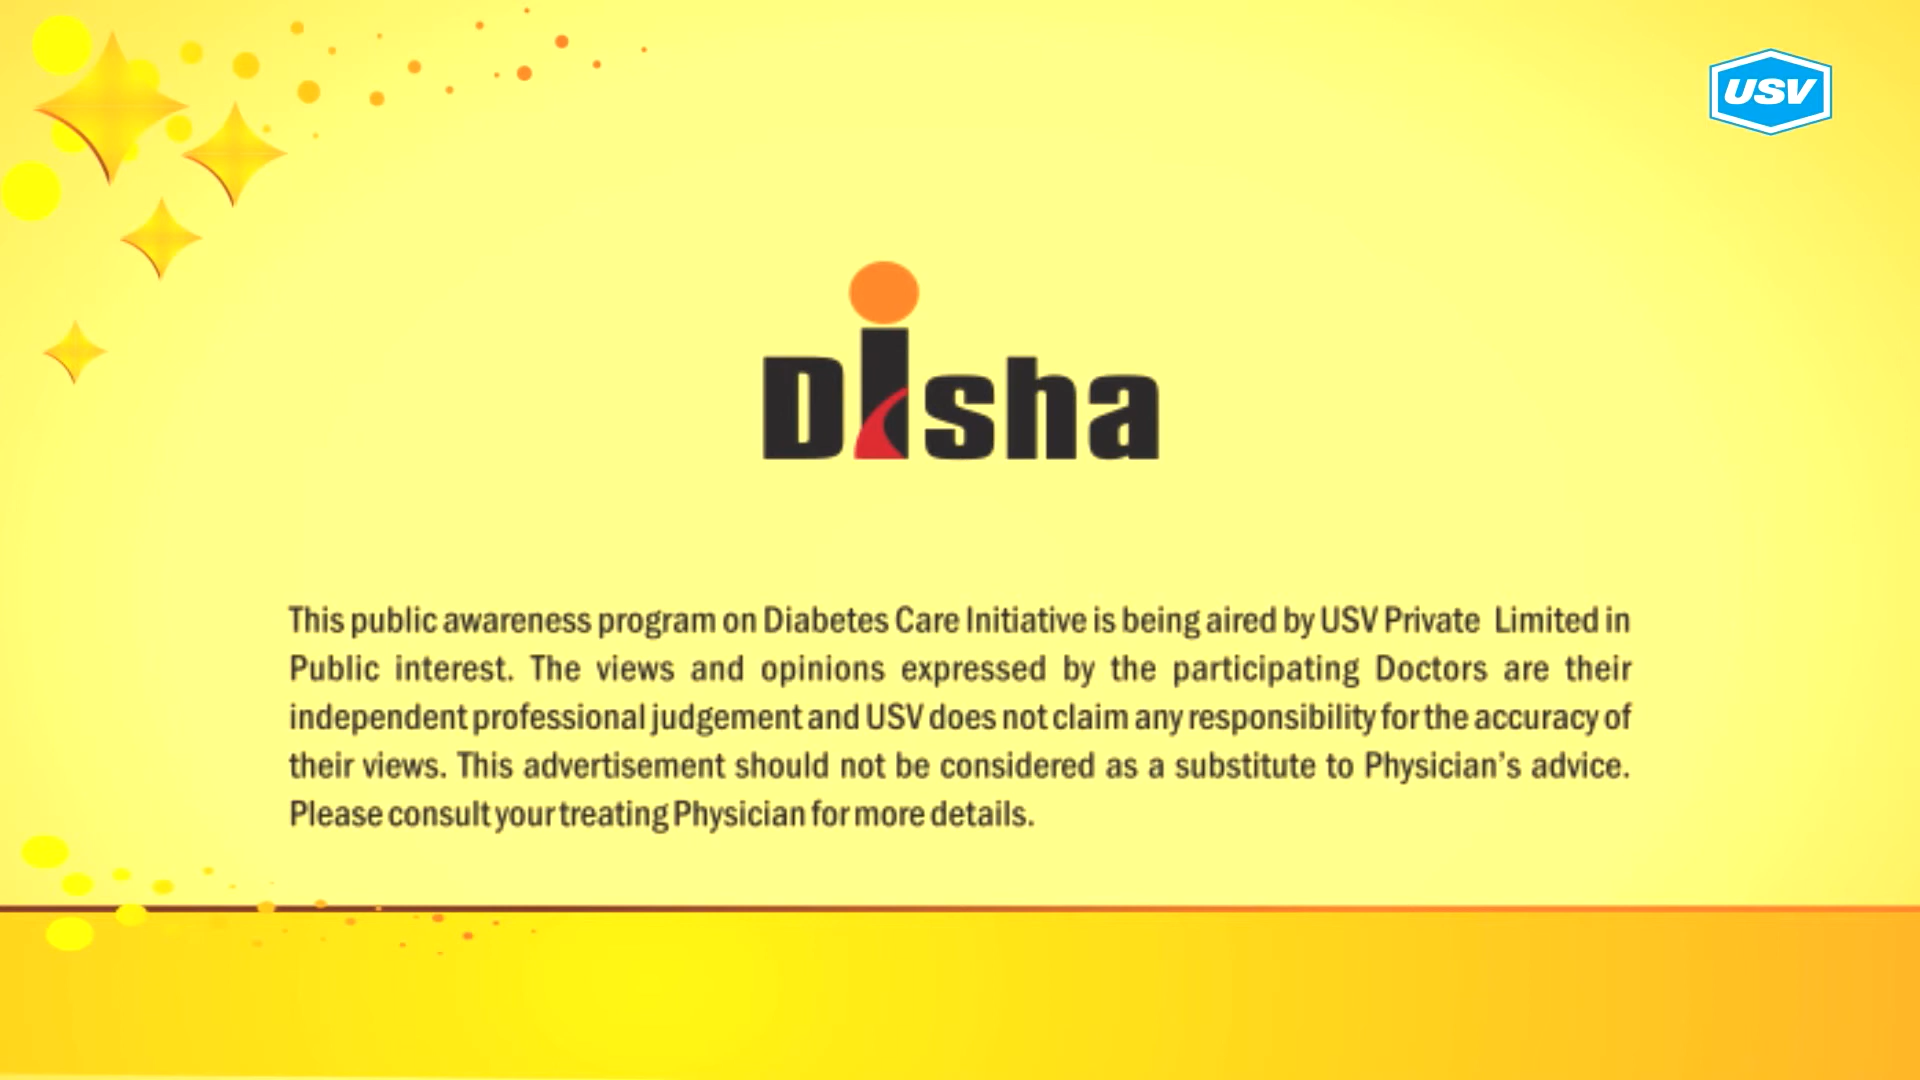 USV
Disha
This public awareness program on Diabetes Care Initiative is being aired by USV Private Limited in
Public interest. The views and opinions expressed by the participating Doctors are their
independent professional judgement and USV does not claim any responsibility for the accuracy of
their views. This advertisement should not be considered as a substitute to Physician’s advice.
Please consult your treating Physician for more details.